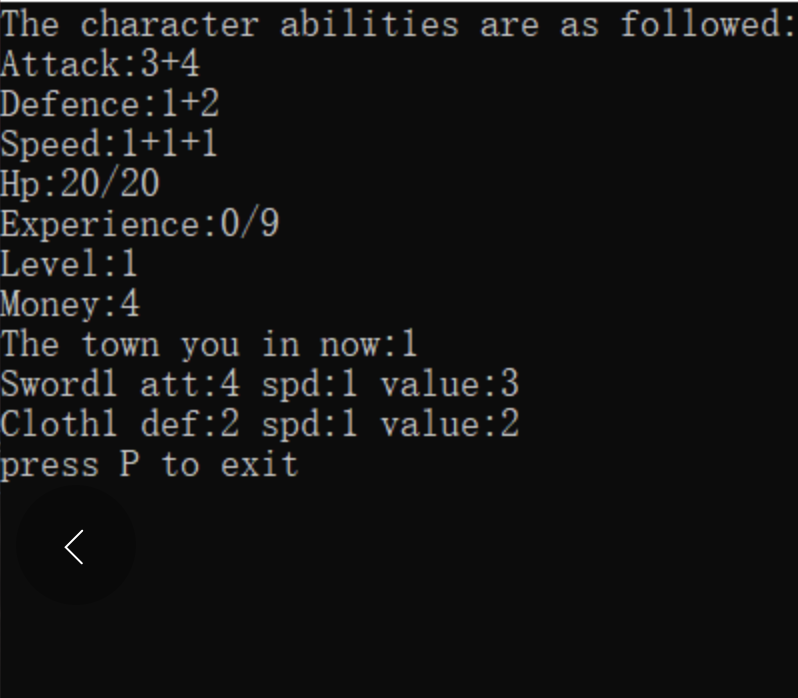 The character abilities are as followed:
Attack:3+4
Defence:1+2
Speed:1+1+1
Hp:20/20
Experience:0/9
Level:1
Money:4
The town you in now:1
Sword1 att:4 spd:1 value:3
Cloth1 def:2 spd:1 value:2
press P to exit